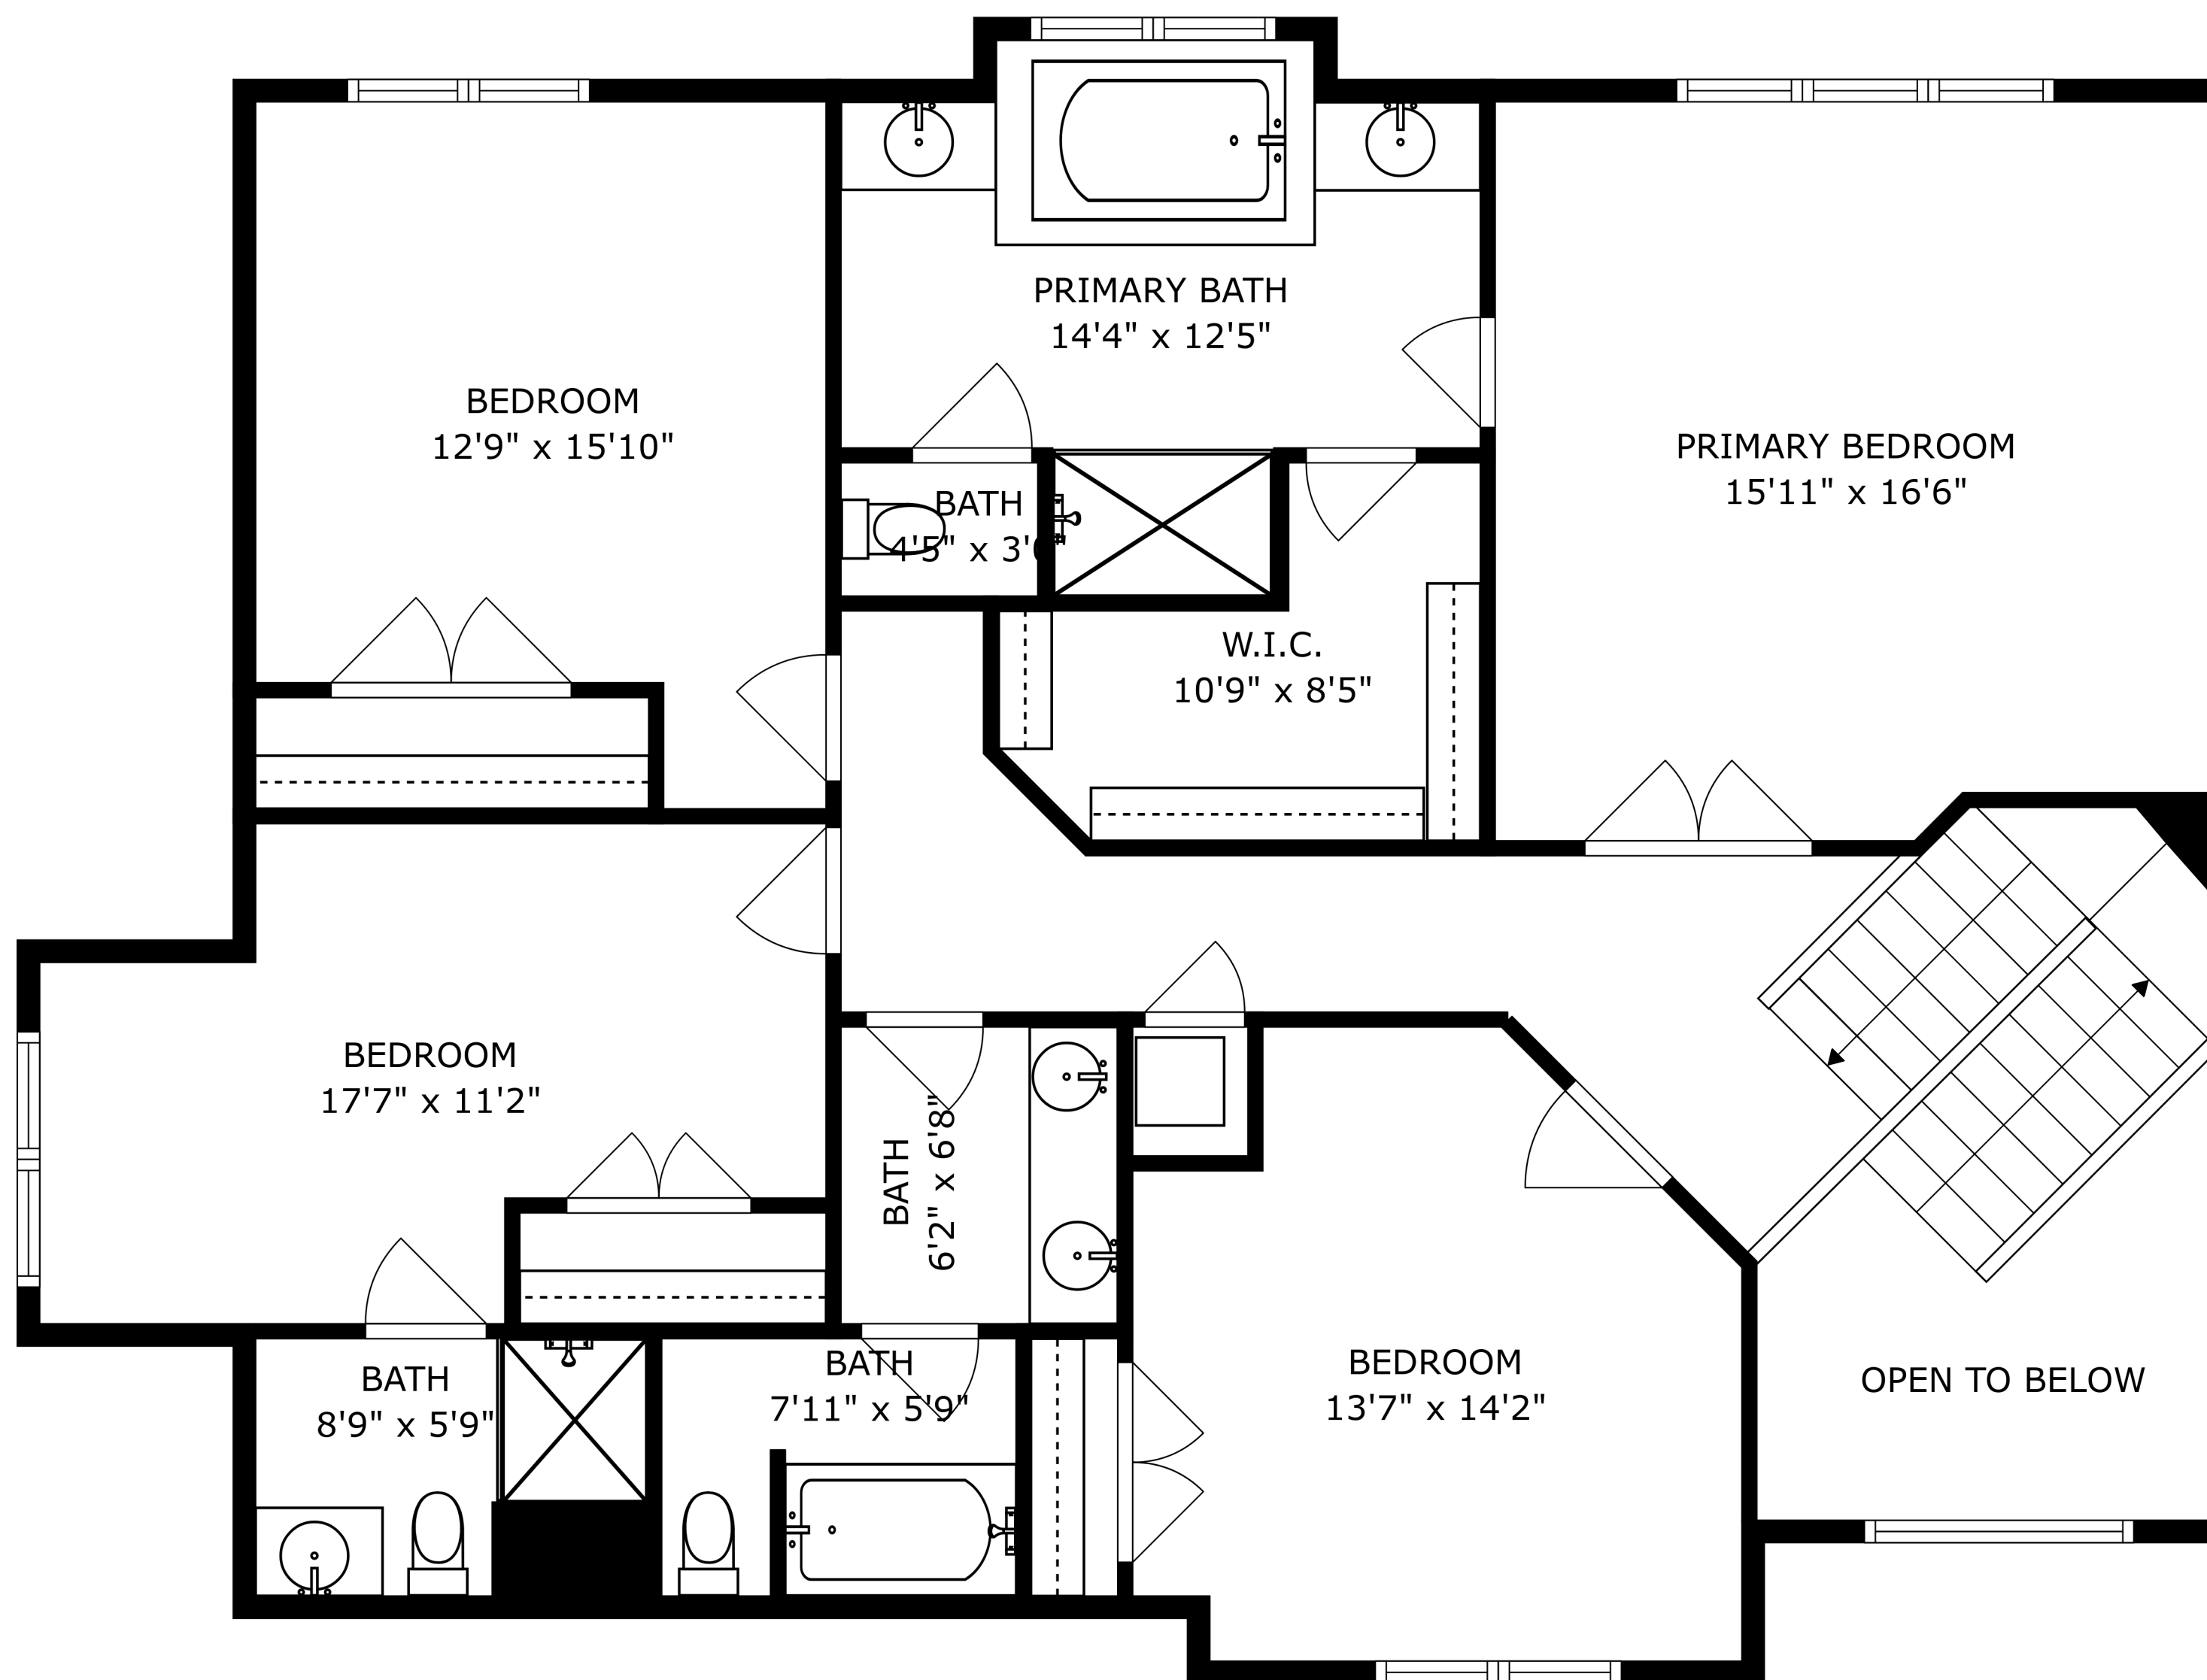 PRIMARY BATH
14'4" x 12'5"
BEDROOM
12'9" x 15'10"
PRIMARY BEDROOM
15'11" x 16'6"
BATH
4'5" x 3'
W.I.C.
10'9" x 8'5"
BEDROOM
17'7" x 11'2"
BATH
6'2" x 6'8"
BATH
8'9" x 5'9"
BATH
7'11" x 5'9"
BEDROOM
13'7" x 14'2"
OPEN TO BELOW